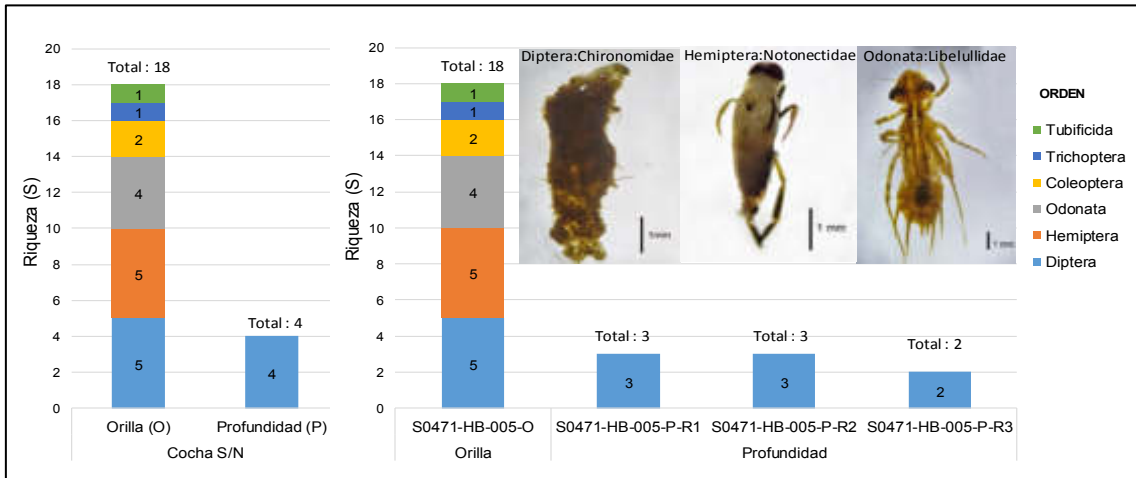 20
18
16
14
12
10
8
6
4
2
0
Riqueza (S)
Total : 18
1
1
2
4
5
5
Total : 4
4
Orilla (O)
Profundidad (P)
Cocha S/N
20
18
16
14
12
10
8
6
4
2
0
Riqueza (S)
Total : 18
1
1
2
4
5
5
Total : 3
3
Total : 3
3
Total : 2
2
S0471-HB-005-O
S0471-HB-005-P-R1
S0471-HB-005-P-R2
S0471-HB-005-P-R3
Orilla
Profundidad
Diptera:Chironomidae
Hemiptera:Notonectidae
Odonata:Libelullidae
1mm
1 mm
1 mm
ORDEN
Tubificida
Trichoptera
Coleoptera
Odonata
Hemiptera
Diptera